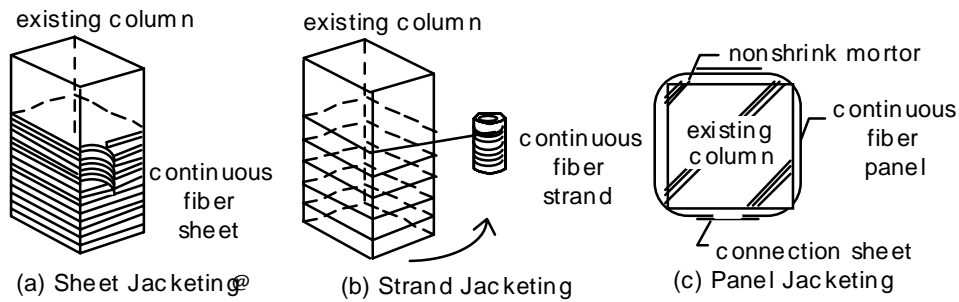 existing column
continuous
fiber
sheet
(a) Sheet Jacketing@
existing column
continuous
fiber
strand
(b) Strand Jacketing
nonshrink mortor
existing
column
continuous
fiber
panel
connection sheet
(c) Panel Jacketing